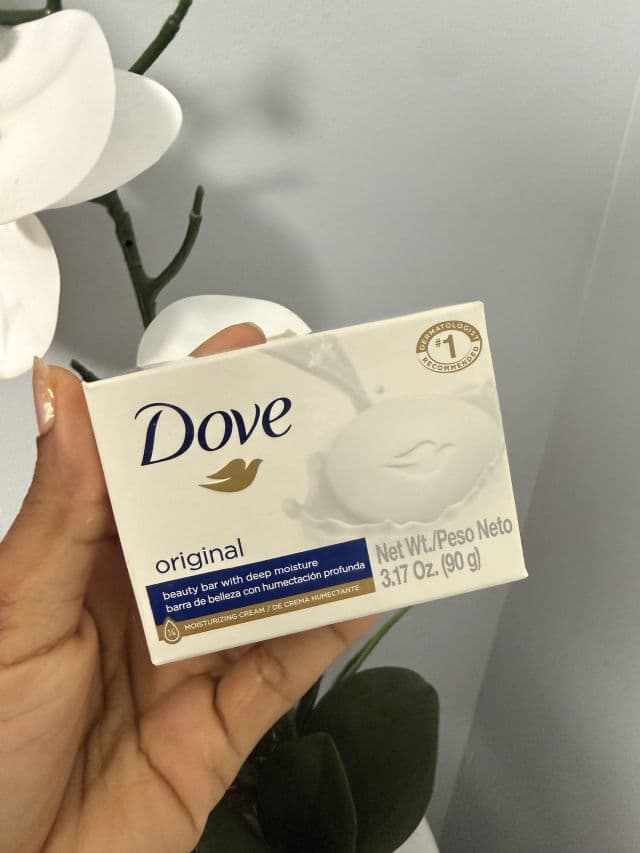 DERMATOLOGIST
#1
RECOMMENDED
Dove
original
beauty bar with deep moisture
barra de belleza con humectación profunda
¼ MOISTURIZING CREAM / DE CREMA HUMECTANTE
Net Wt./Peso Neto
3.17 Oz. (90 g)